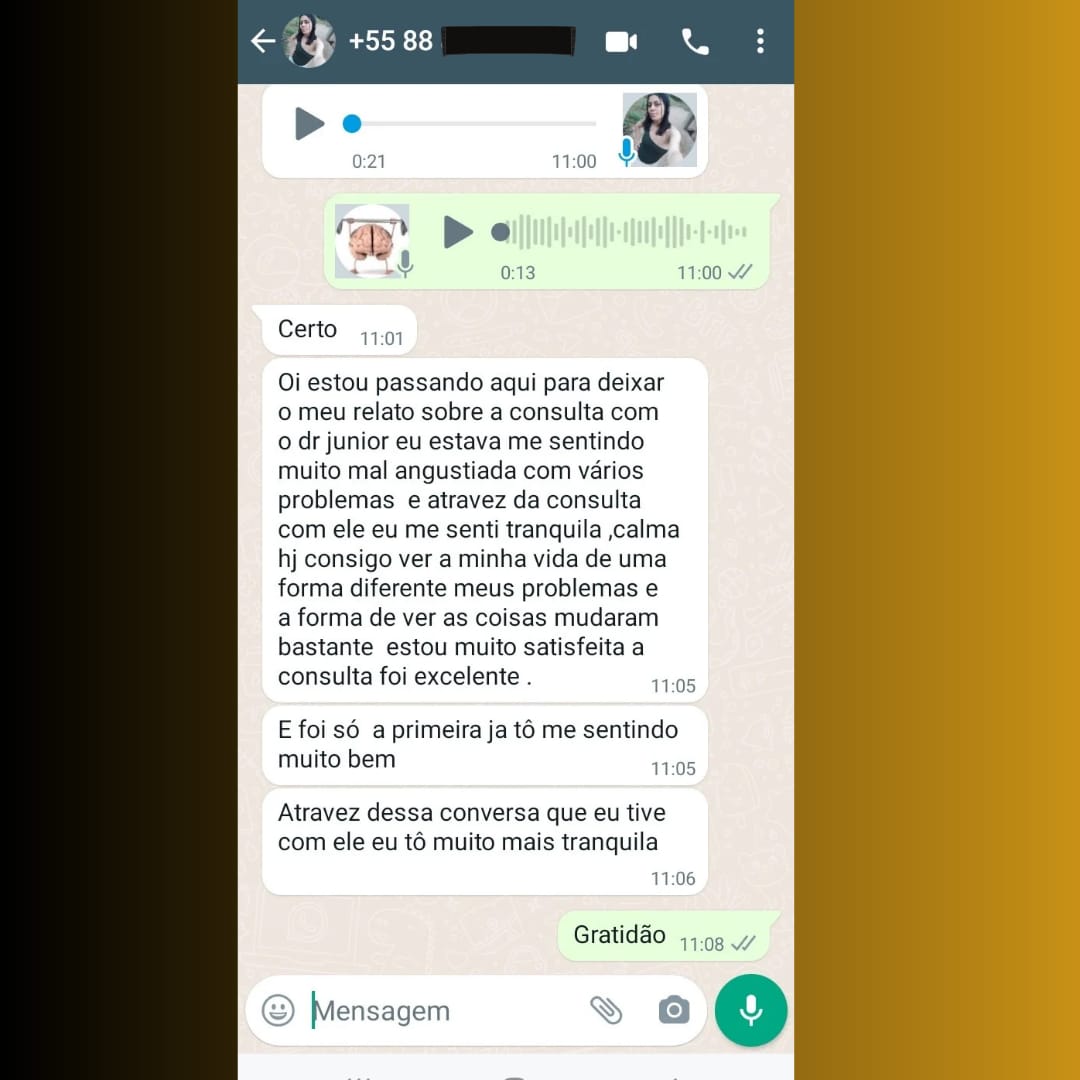 +55 88
0:21 11:00
0:13 11:00
Certo 11:01
Oi estou passando aqui para deixar
o meu relato sobre a consulta com
o dr junior eu estava me sentindo
muito mal angustiada com vários
problemas  e atravez da consulta
com ele eu me senti tranquila ,calma
hj consigo ver a minha vida de uma
forma diferente meus problemas e
a forma de ver as coisas mudaram
bastante  estou muito satisfeita a
consulta foi excelente .
11:05
E foi só  a primeira ja tô me sentindo
muito bem
11:05
Atravez dessa conversa que eu tive
com ele eu tô muito mais tranquila
11:06
Gratidão 11:08
Mensagem